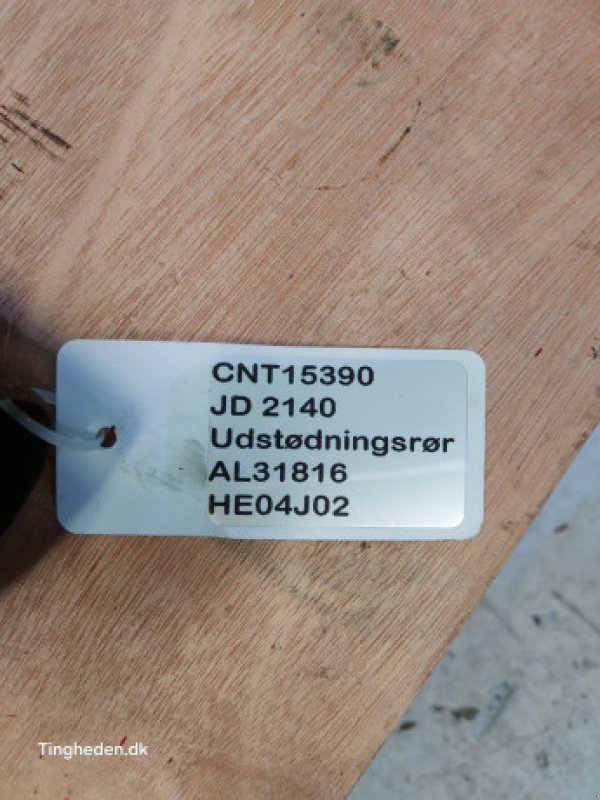 CNT15390
JD 2140
Udstødningsrør
AL31816
HE04J02
Tingheden.dk